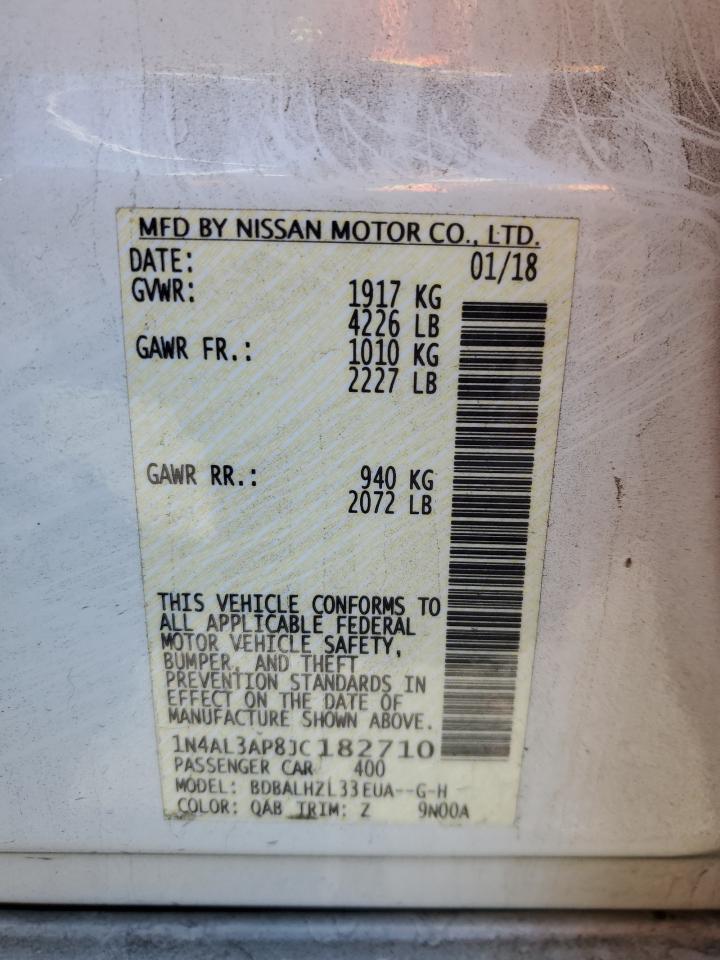 MFD BY NISSAN MOTOR CO., LTD.
DATE: 01/18
GVWR: 1917 KG
4226 LB
GAWR FR.: 1010 KG
2227 LB
GAWR RR.: 940 KG
2072 LB
THIS VEHICLE CONFORMS TO
ALL APPLICABLE FEDERAL
MOTOR VEHICLE SAFETY,
BUMPER, AND THEFT
PREVENTION STANDARDS IN
EFFECT ON THE DATE OF
MANUFACTURE SHOWN ABOVE.
1N4AL3AP8JC182710
PASSENGER CAR 400
MODEL: BDBALHZL33EUA--G-H
COLOR: QAB TRIM: Z 9N00A